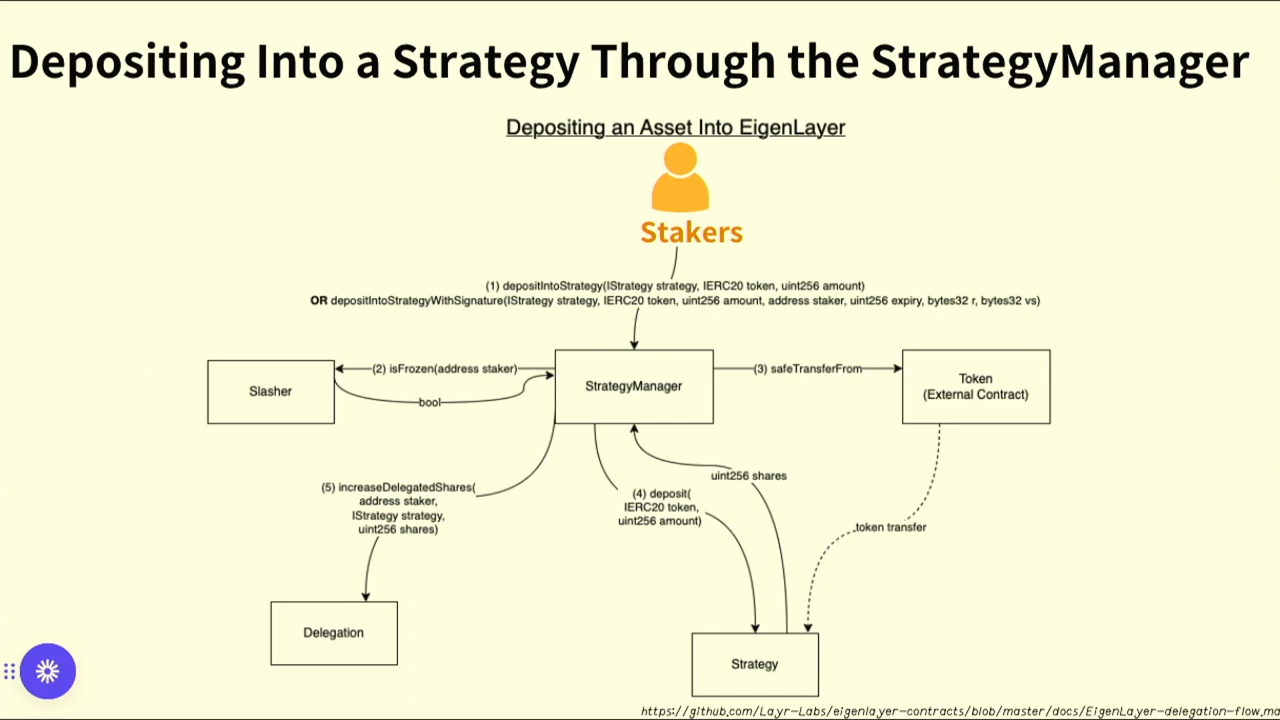 Depositing Into a Strategy Through the StrategyManager
Depositing an Asset Into EigenLayer
Stakers
(1) depositIntoStrategy(IStrategy strategy, IERC20 token, uint256 amount)
OR depositIntoStrategyWithSignature(IStrategy strategy, IERC20 token, uint256 amount, address staker, uint256 expiry, bytes32 r, bytes32 vs)
Slasher
(2) isFrozen(address staker)
bool
StrategyManager
(3) safeTransferFrom
Token
(External Contract)
(5) increaseDelegatedShares(
address staker,
IStrategy strategy,
uint256 shares)
(4) deposit(
IERC20 token,
uint256 amount)
uint256 shares
token transfer
Delegation
Strategy
https://github.com/Layr-Labs/eigenlayer-contracts/blob/master/docs/EigenLayer-delegation-flow.md